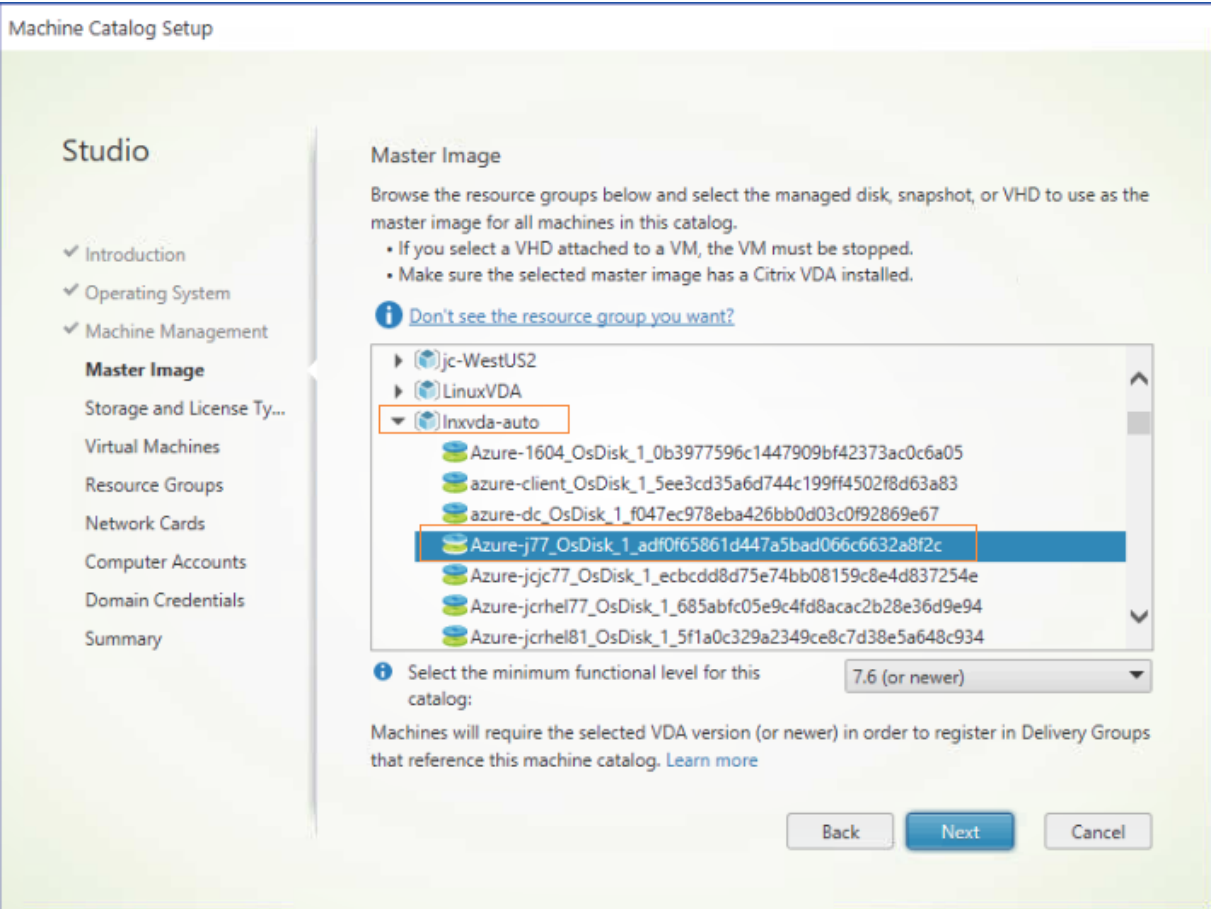 Machine Catalog Setup
Studio
Introduction
Operating System
Machine Management
Master Image
Storage and License Ty...
Virtual Machines
Resource Groups
Network Cards
Computer Accounts
Domain Credentials
Summary
Master Image
Browse the resource groups below and select the managed disk, snapshot, or VHD to use as the
master image for all machines in this catalog.
• If you select a VHD attached to a VM, the VM must be stopped.
• Make sure the selected master image has a Citrix VDA installed.
Don't see the resource group you want?
jc-WestUS2
LinuxVDA
lnxvda-auto
Azure-1604_OsDisk_1_0b3977596c1447909bf42373ac0c6a05
azure-client_OsDisk_1_5ee3cd35a6d744c199ff4502f8d63a83
azure-dc_OsDisk_1_f047ec978eba426bb0d03c0f92869e67
Azure-j77_OsDisk_1_adf0f65861d447a5bad066c6632a8f2c
Azure-jcjc77_OsDisk_1_ecbcdd8d75e74bb08159c8e4d837254e
Azure-jcrhel77_OsDisk_1_685abfc05e9c4fd8acac2b28e36d9e94
Azure-jcrhel81_OsDisk_1_5f1a0c329a2349ce8c7d38e5a648c934
Select the minimum functional level for this
catalog:
7.6 (or newer)
Machines will require the selected VDA version (or newer) in order to register in Delivery Groups
that reference this machine catalog. Learn more
Back
Next
Cancel